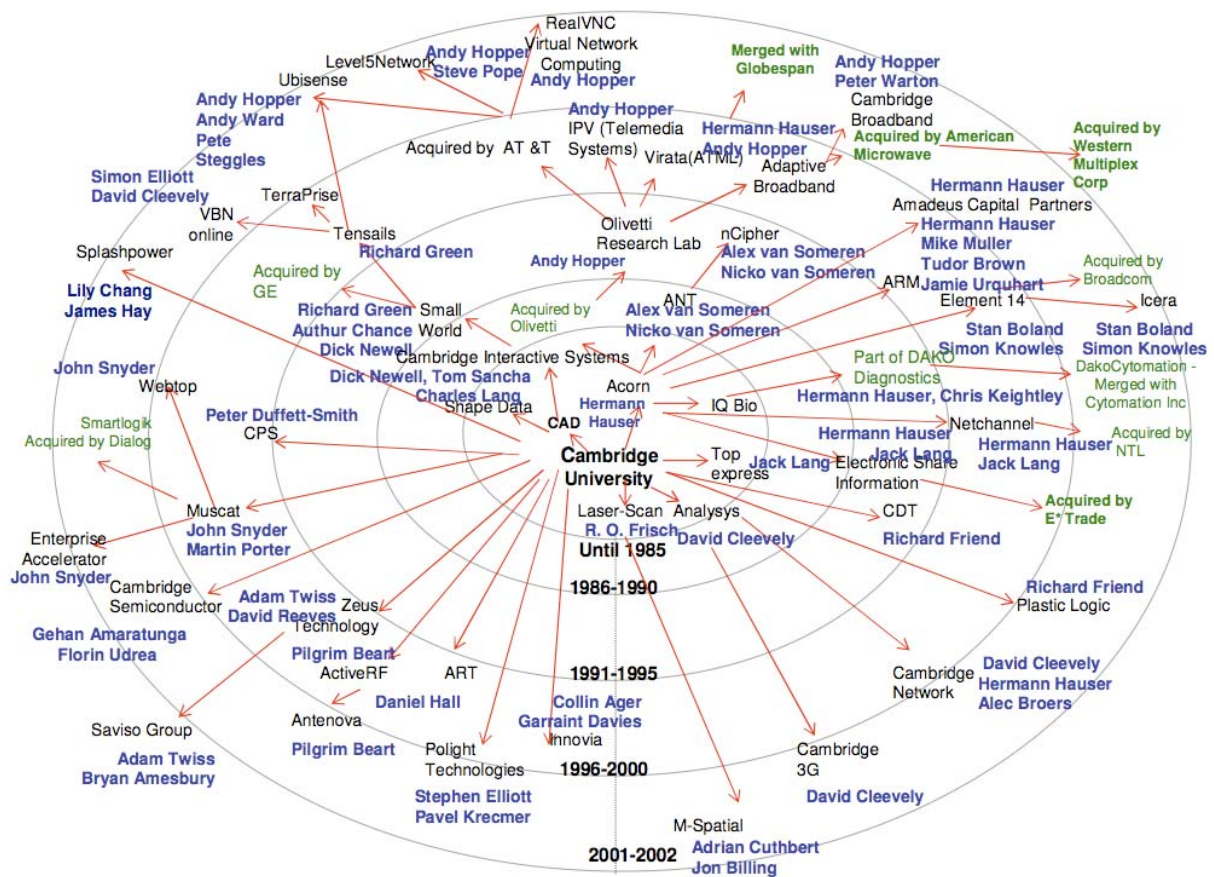 RealVNC
Virtual Network
Computing
Andy Hopper
Andy Hopper
Steve Pope
Level5Network
Ubisense
Andy Hopper
Andy Ward
Pete
Steggles
Merged with
Globespan
Andy Hopper
Peter Warton
Cambridge
Broadband
Andy Hopper
IPV (Telemedia
Systems)
Hermann Hauser
Andy Hopper
Virata(ATML)
Acquired by AT &T
Adaptive
Broadband
Acquired by American
Microwave
Acquired by
Western
Multiplex
Corp
Simon Elliott
David Cleevely
TerraPrise
VBN
online
Tensails
Richard Green
Splashpower
Lily Chang
James Hay
Olivetti
Research Lab
Andy Hopper
nCipher
Alex van Someren
Nicko van Someren
Hermann Hauser
Amadeus Capital Partners
Hermann Hauser
Mike Muller
Tudor Brown
Jamie Urquhart
ARM
Acquired by
Broadcom
Element 14
Icera
Stan Boland
Simon Knowles
Stan Boland
Simon Knowles
Acquired by
GE
Richard Green
Authur Chance
Dick Newell
Small
World
Acquired by
Olivetti
ANT
Alex van Someren
Nicko van Someren
Cambridge Interactive Systems
Dick Newell, Tom Sancha
Charles Lang
Shape Data
CAD
Acorn
Hermann
Hauser
IQ Bio
Part of DAKO
Diagnostics
Hermann Hauser, Chris Keightley
DakoCytomation -
Merged with
Cytomation Inc
John Snyder
Webtop
Smartlogik
Acquired by Dialog
Peter Duffett-Smith
CPS
Netchannel
Hermann Hauser
Jack Lang
Hermann Hauser
Jack Lang
Acquired by
NTL
Cambridge
University
Top
express
Jack Lang
Electronic Share
Information
Acquired by
E* Trade
Laser-Scan
R. O. Frisch
Analysys
David Cleevely
CDT
Richard Friend
Muscat
John Snyder
Martin Porter
Enterprise
Accelerator
John Snyder
Until 1985
1986-1990
Cambridge
Semiconductor
Gehan Amaratunga
Florin Udrea
Adam Twiss
David Reeves
Zeus
Technology
Richard Friend
Plastic Logic
Pilgrim Beart
ActiveRF
Daniel Hall
ART
1991-1995
Cambridge
Network
David Cleevely
Hermann Hauser
Alec Broers
Antenova
Pilgrim Beart
Collin Ager
Garraint Davies
Innovia
Saviso Group
Adam Twiss
Bryan Amesbury
Polight
Technologies
Stephen Elliott
Pavel Krecmer
1996-2000
Cambridge
3G
David Cleevely
M-Spatial
Adrian Cuthbert
Jon Billing
2001-2002